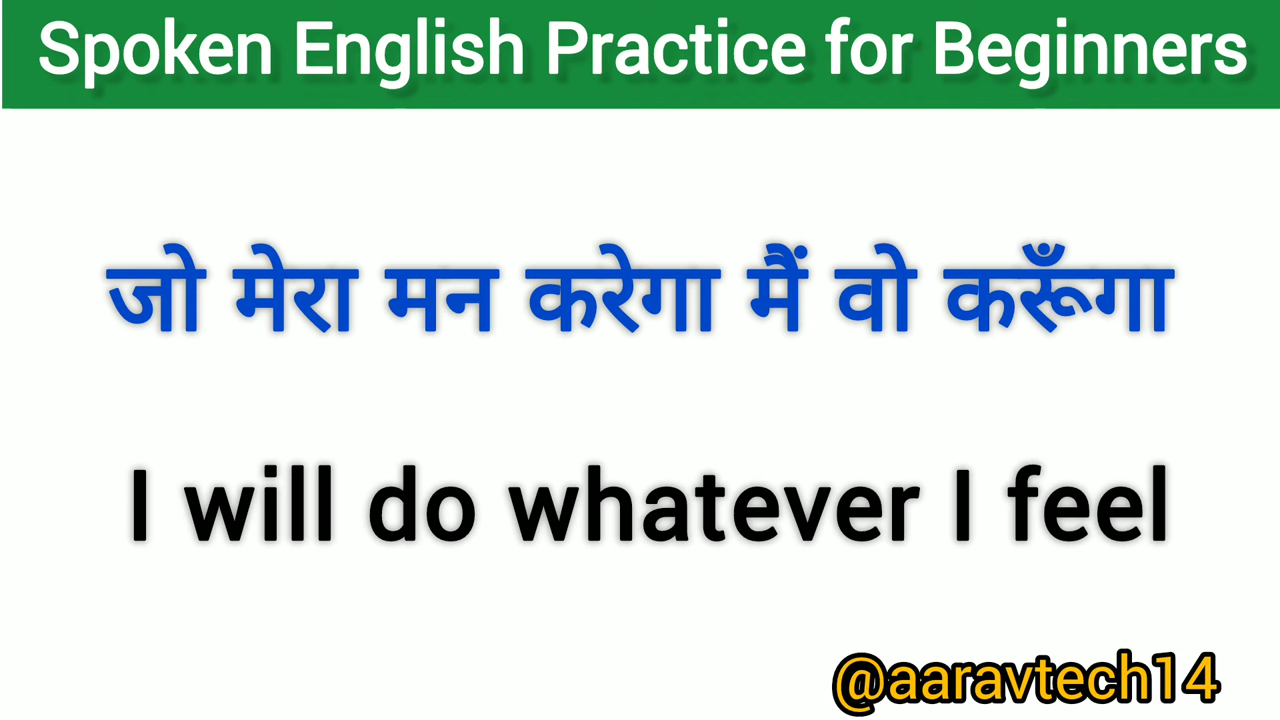 Spoken English Practice for Beginners
जो मेरा मन करेगा मैं वो करूँगा
I will do whatever I feel
@aaravtech14